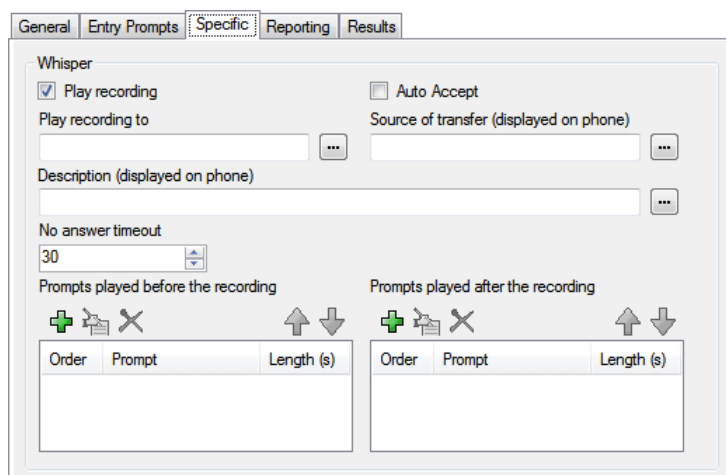 General Entry Prompts Specific Reporting Results
Whisper
Play recording Auto Accept
Play recording to Source of transfer (displayed on phone)
... ...
Description (displayed on phone)
...
No answer timeout
30
Prompts played before the recording Prompts played after the recording
Order Prompt Length (s) Order Prompt Length (s)